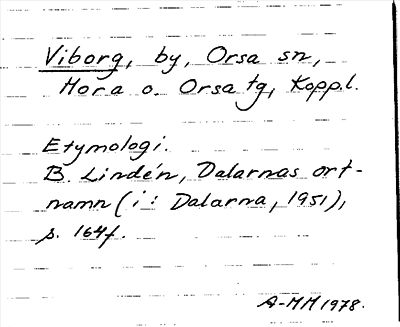 Viborg, by, Orsa sn,
Mora o. Orsa tg, Koppl.
Etymologi.
B. Lindén, Dalarnas ort-
namn (i: Dalarna, 1951),
s. 164f.
A-MM 1978.